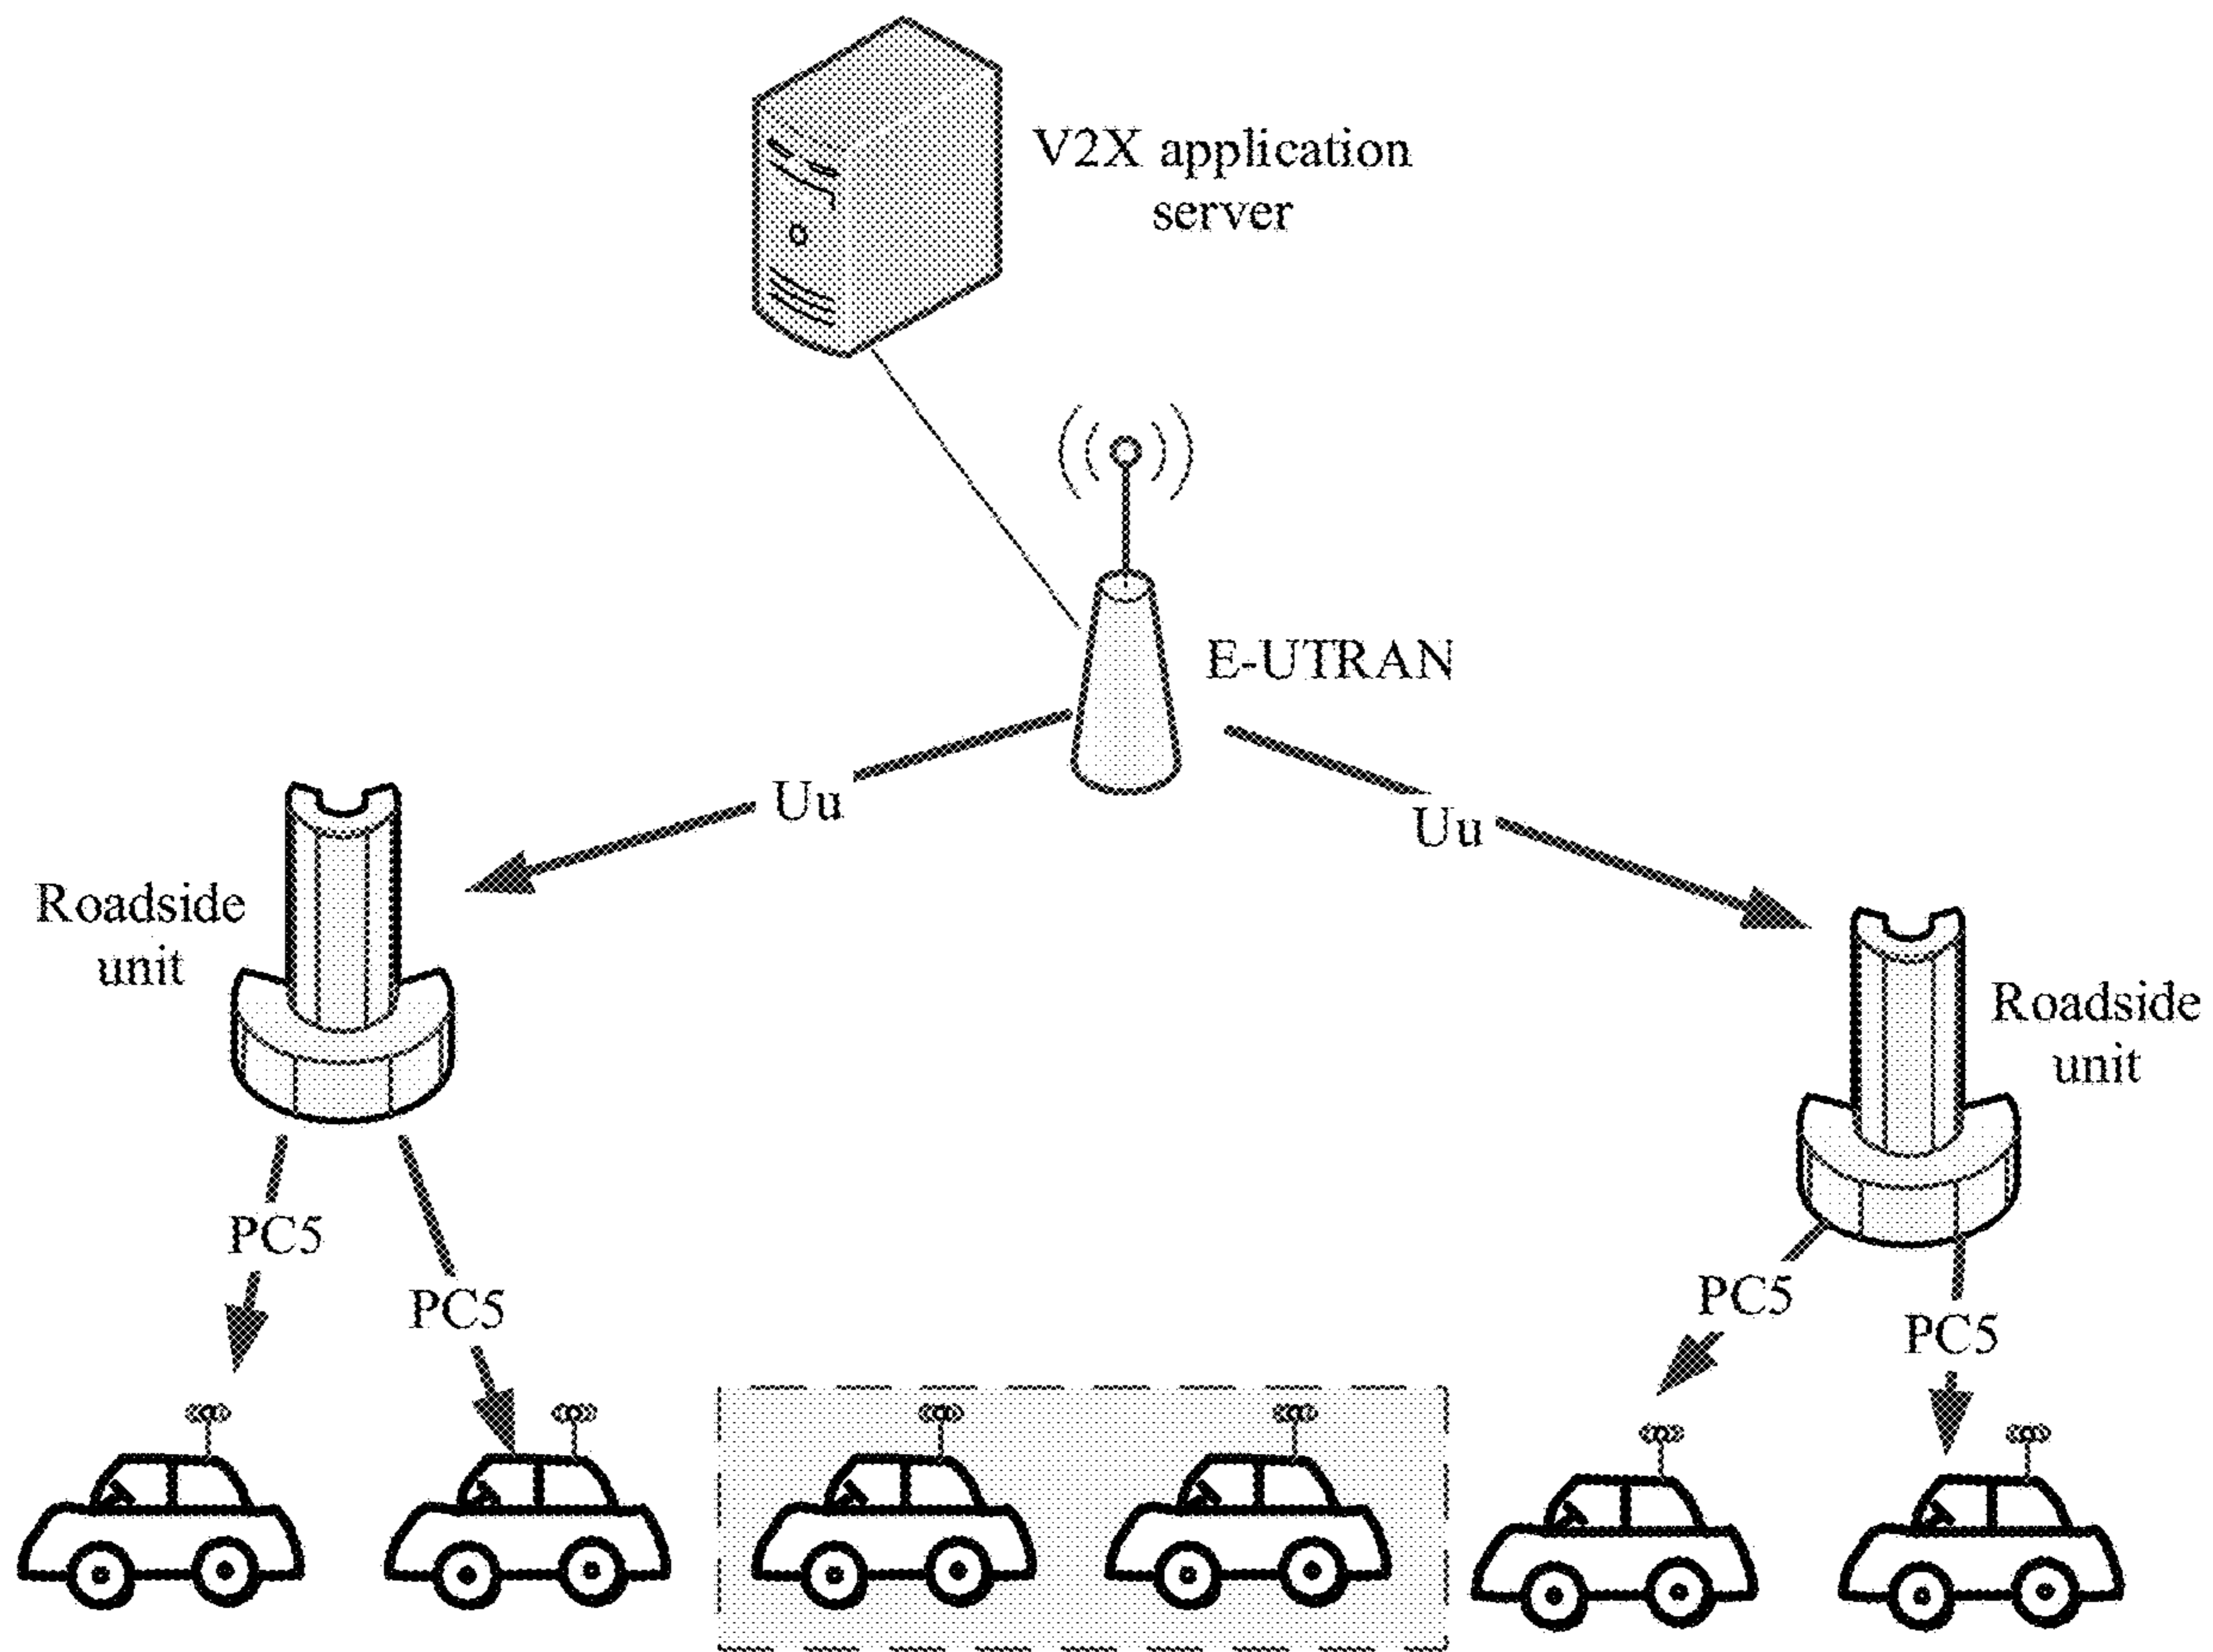 V2X application
server
E-UTRAN
Uu
Uu
Roadside
unit
Roadside
unit
PC5
PC5
PC5
PC5